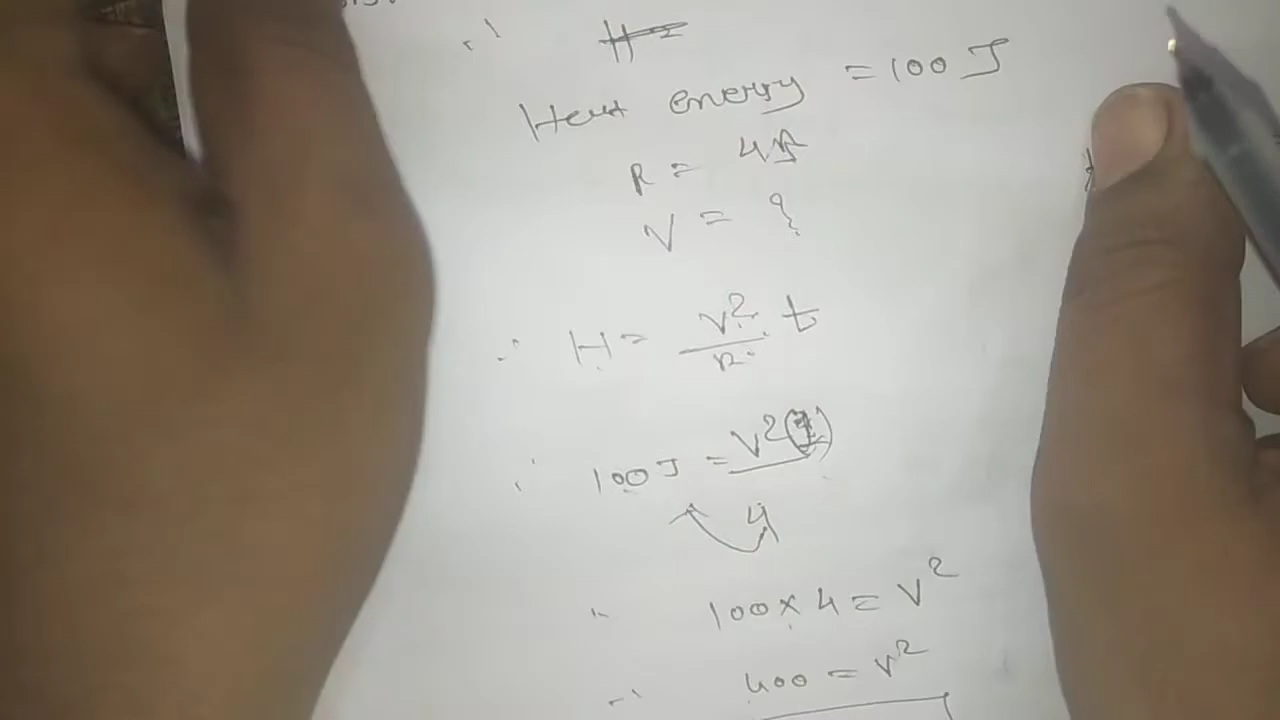 ∴ H=
Heat energy = 100 J
R = 4Ω
V = ?
∴ H = V²/R t
∴ 100 J = V²(1)/4
∴ 100 × 4 = V²
∴ 400 = V²